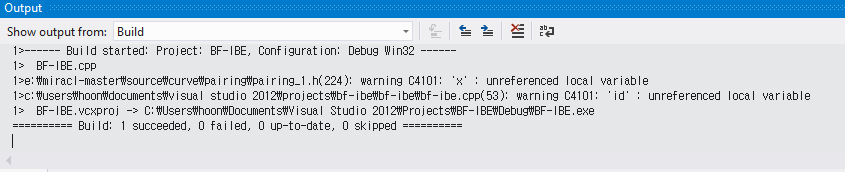 Output
Show output from: Build
1>------ Build started: Project: BF-IBE, Configuration: Debug Win32 ------
1>  BF-IBE.cpp
1>e:₩miracl-master₩source₩curve₩pairing₩pairing_1.h(224): warning C4101: 'x' : unreferenced local variable
1>c:₩users₩hoon₩documents₩visual studio 2012₩projects₩bf-ibe₩bf-ibe₩bf-ibe.cpp(53): warning C4101: 'id' : unreferenced local variable
1>  BF-IBE.vcxproj -> C:₩Users₩hoon₩Documents₩Visual Studio 2012₩Projects₩BF-IBE₩Debug₩BF-IBE.exe
========== Build: 1 succeeded, 0 failed, 0 up-to-date, 0 skipped ==========